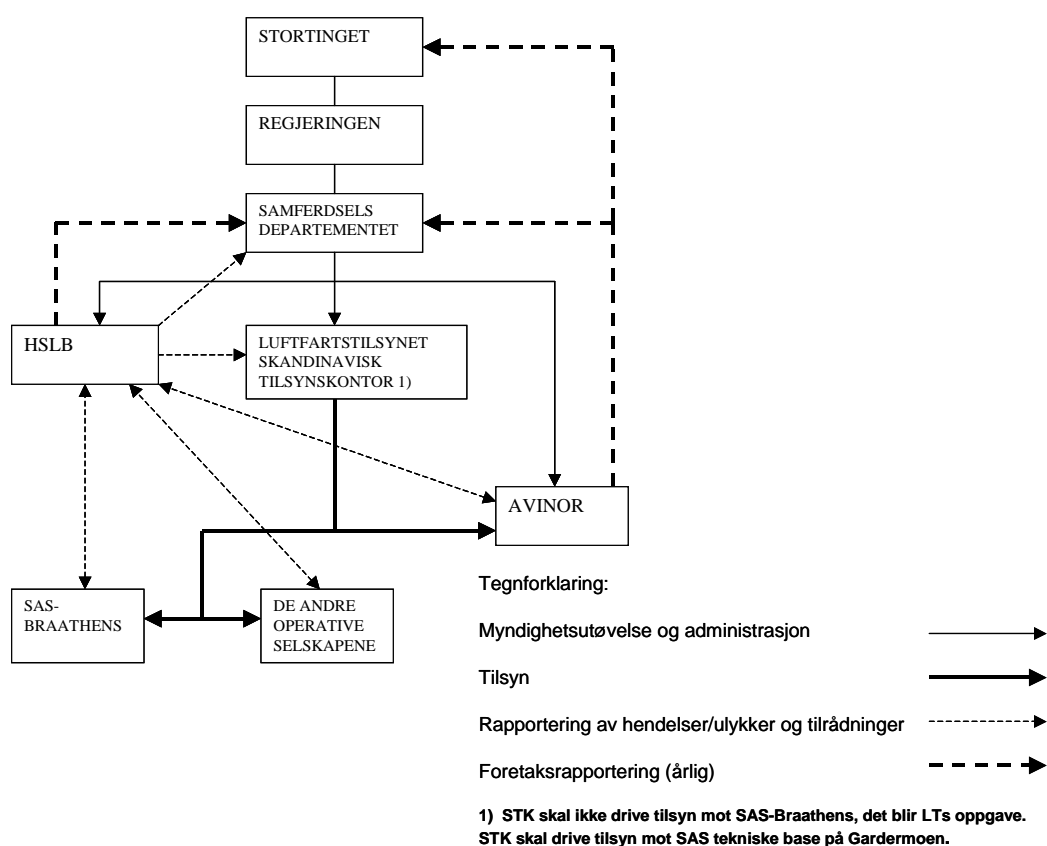 STORTINGET
REGJERINGEN
SAMFERDSELS
DEPARTEMENTET
HSLB
LUFTFARTSTILSYNET
SKANDINAVISK
TILSYNSKONTOR 1)
AVINOR
SAS-
BRAATHENS
DE ANDRE
OPERATIVE
SELSKAPENE
Tegnforklaring:
Myndighetsutøvelse og administrasjon
Tilsyn
Rapportering av hendelser/ulykker og tilrådninger
Foretaksrapportering (årlig)
1) STK skal ikke drive tilsyn mot SAS-Braathens, det blir LTs oppgave.
STK skal drive tilsyn mot SAS tekniske base på Gardermoen.